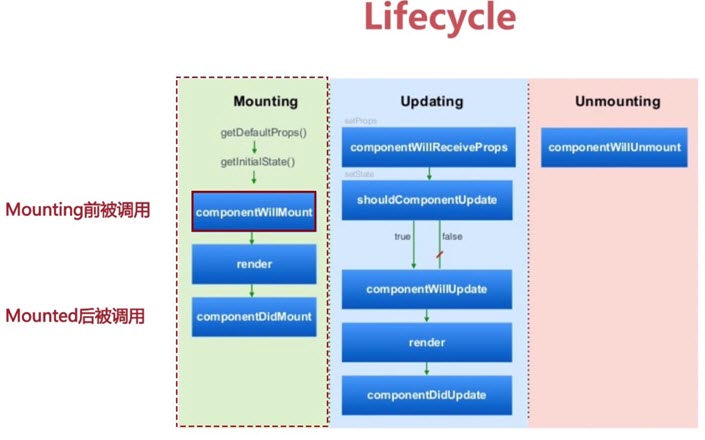 Lifecycle
Mounting
getDefaultProps()
getInitialState()
Mounting前被调用
componentWillMount
render
Mounted后被调用
componentDidMount
Updating
setProps
componentWillReceiveProps
setState
shouldComponentUpdate
true
false
componentWillUpdate
render
componentDidUpdate
Unmounting
componentWillUnmount